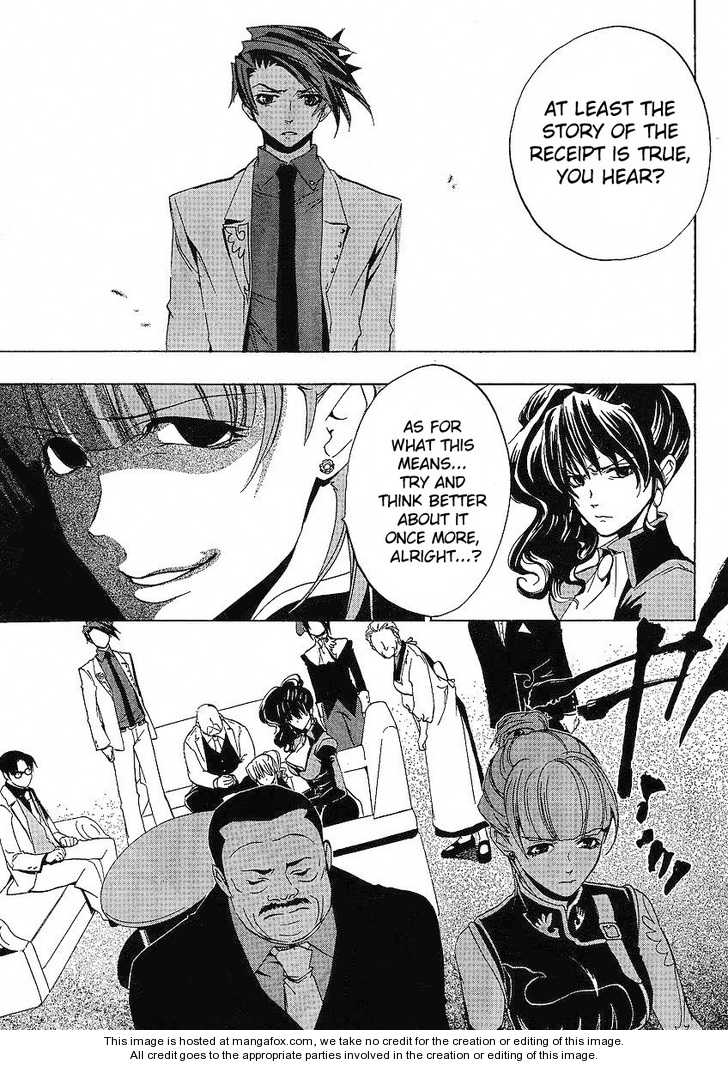 AT LEAST THE
STORY OF THE
RECEIPT IS TRUE,
YOU HEAR?
AS FOR
WHAT THIS
MEANS...
TRY AND
THINK BETTER
ABOUT IT
ONCE MORE,
ALRIGHT...?
This image is hosted at mangafox.com, we take no credit for the creation or editing of this image.
All credit goes to the appropriate parties involved in the creation or editing of this image.